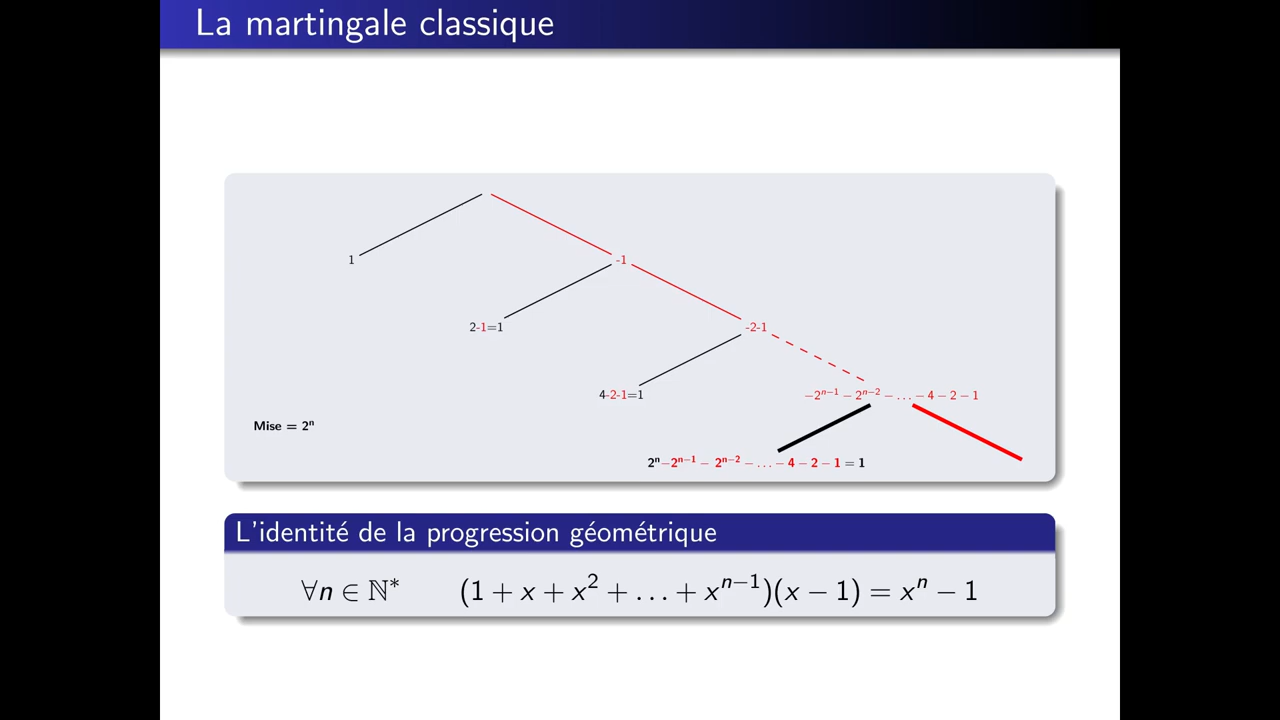 La martingale classique
1
-1
2-1=1
-2-1
4-2-1=1
−2ⁿ⁻¹ − 2ⁿ⁻² − … − 4 − 2 − 1
Mise = 2ⁿ
2ⁿ−2ⁿ⁻¹ − 2ⁿ⁻² − … − 4 − 2 − 1 = 1
L'identité de la progression géométrique
∀n ∈ ℕ* (1 + x + x² + … + xⁿ⁻¹)(x − 1) = xⁿ − 1